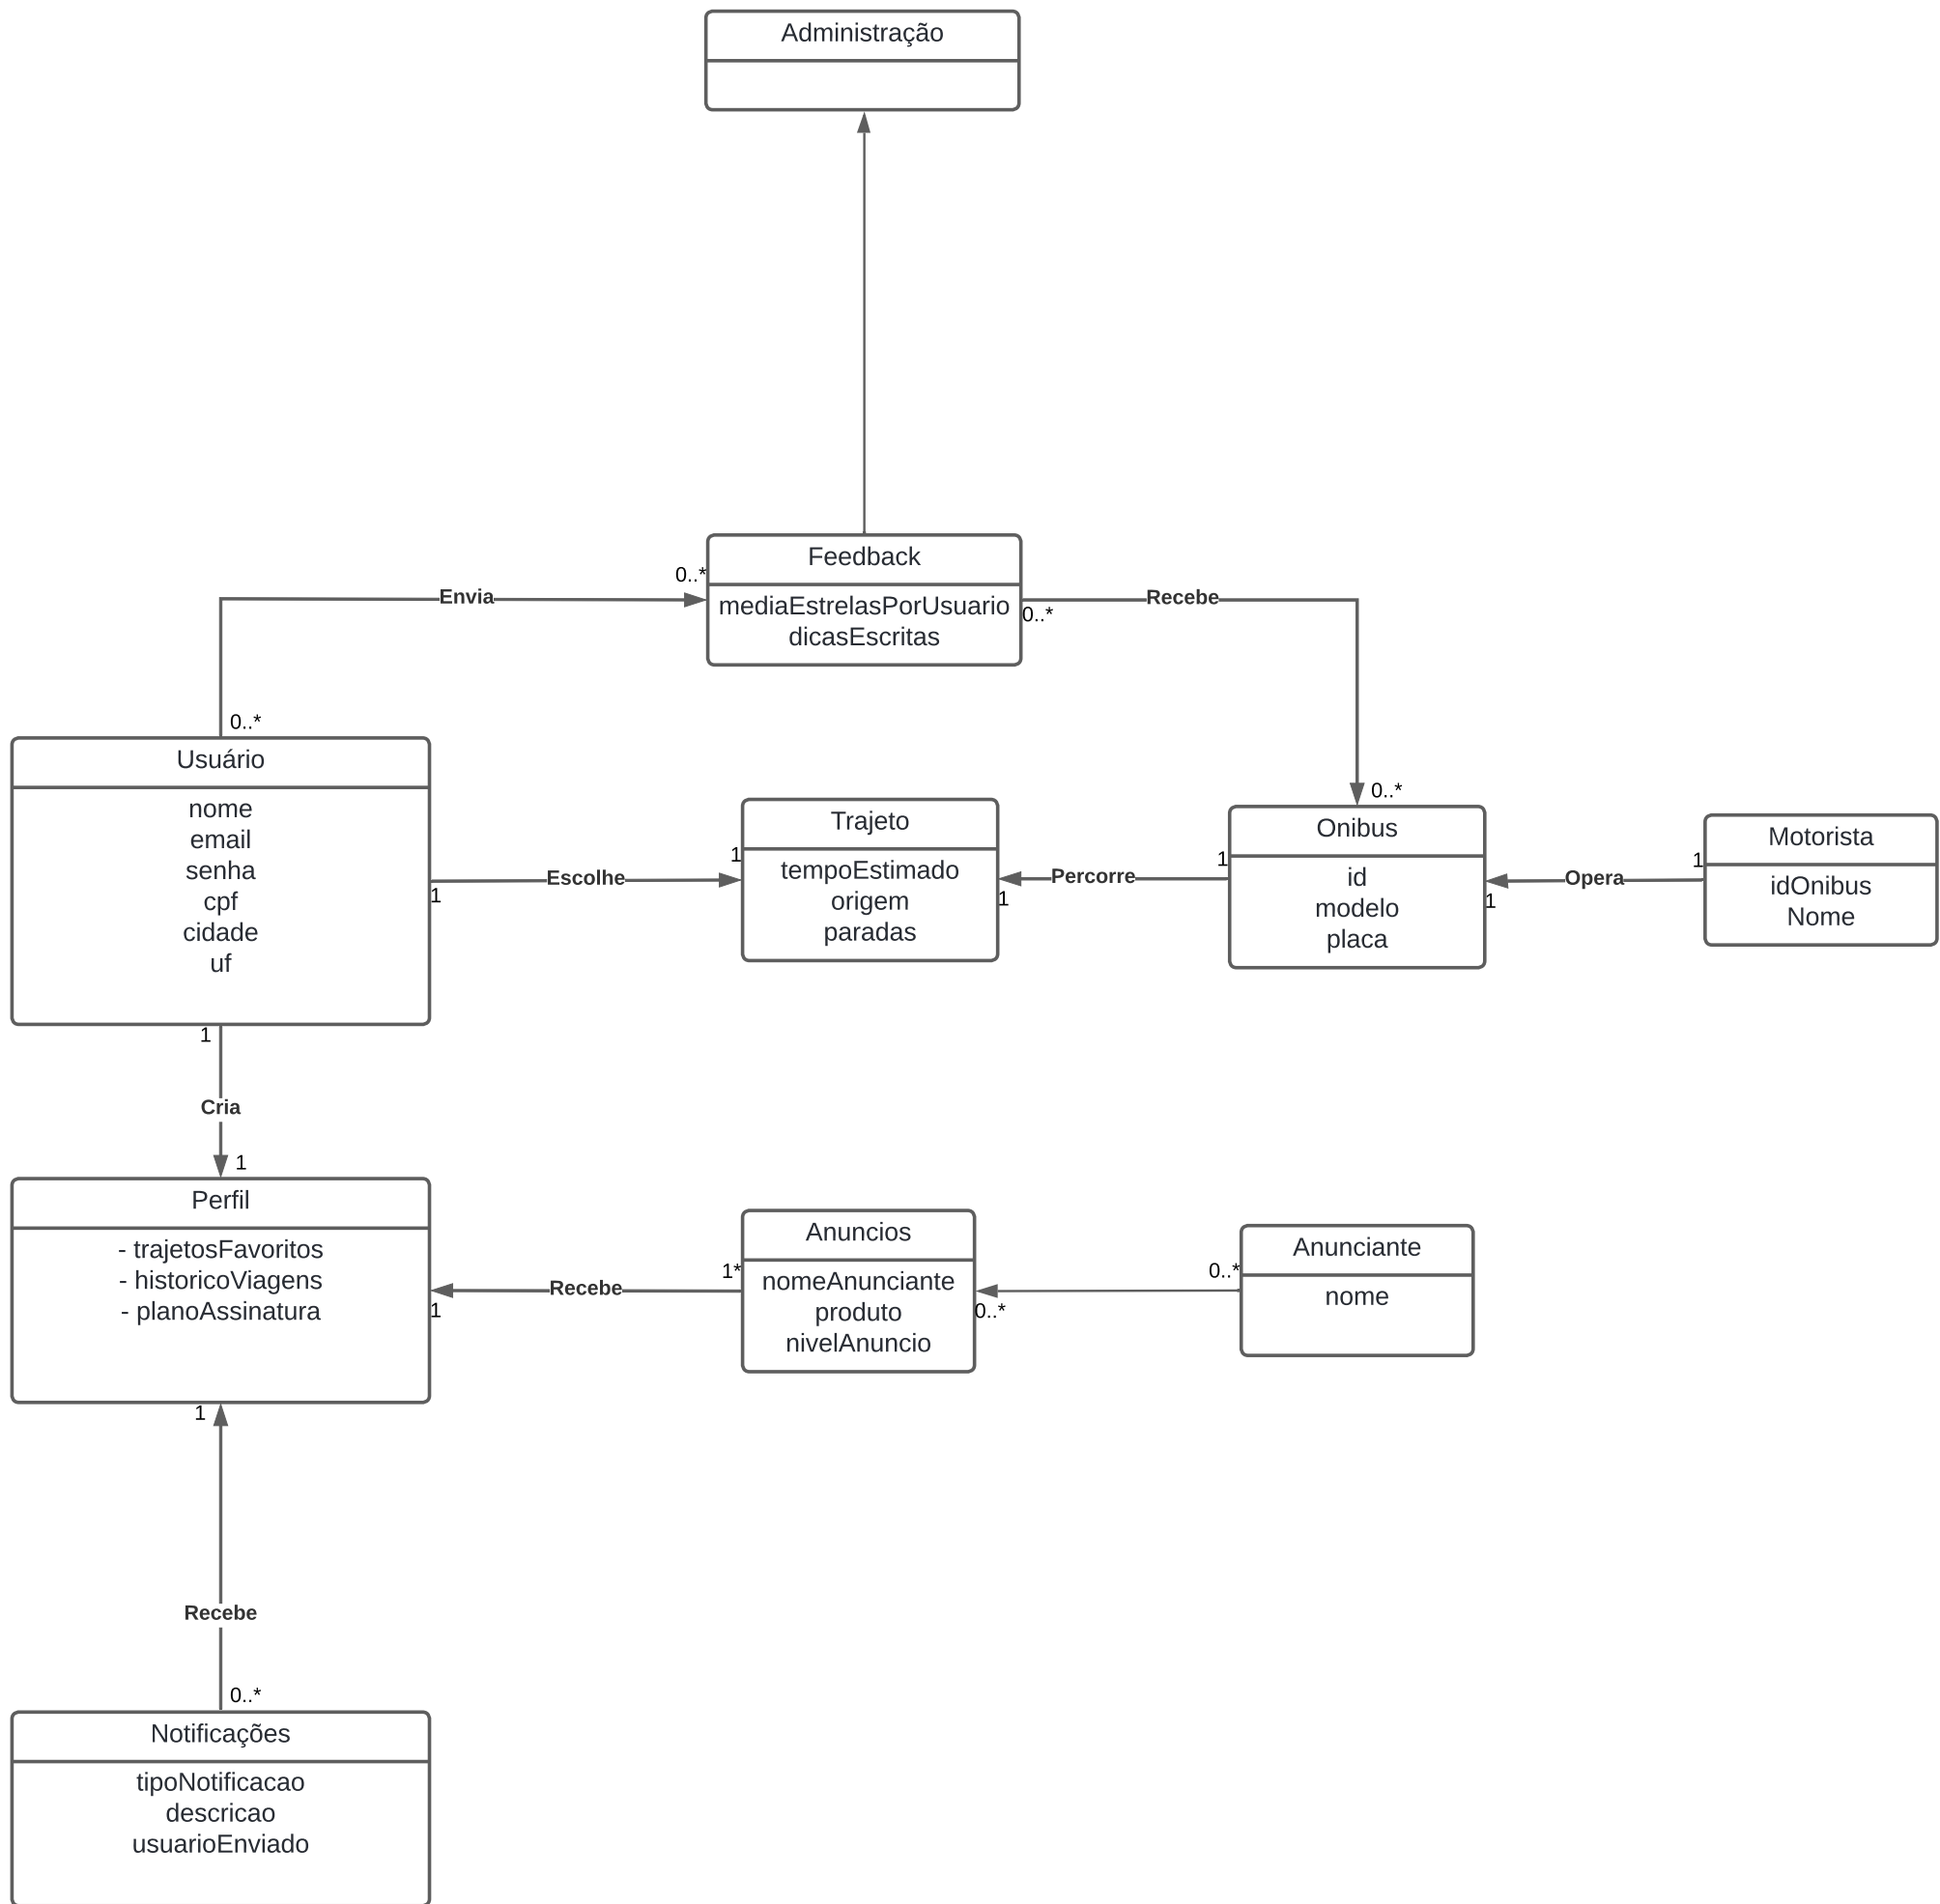 Administração
Feedback
mediaEstrelasPorUsuario
dicasEscritas
0..*
Envia
0..*
Recebe
0..*
0..*
Usuário
nome
email
senha
cpf
cidade
uf
1
Escolhe
1
Trajeto
tempoEstimado
origem
paradas
1
Percorre
1
Onibus
id
modelo
placa
1
Opera
1
Motorista
idOnibus
Nome
1
Cria
1
Perfil
- trajetosFavoritos
- historicoViagens
- planoAssinatura
1
Recebe
1*
Anuncios
nomeAnunciante
produto
nivelAnuncio
0..*
0..*
Anunciante
nome
1
Recebe
0..*
Notificações
tipoNotificacao
descricao
usuarioEnviado